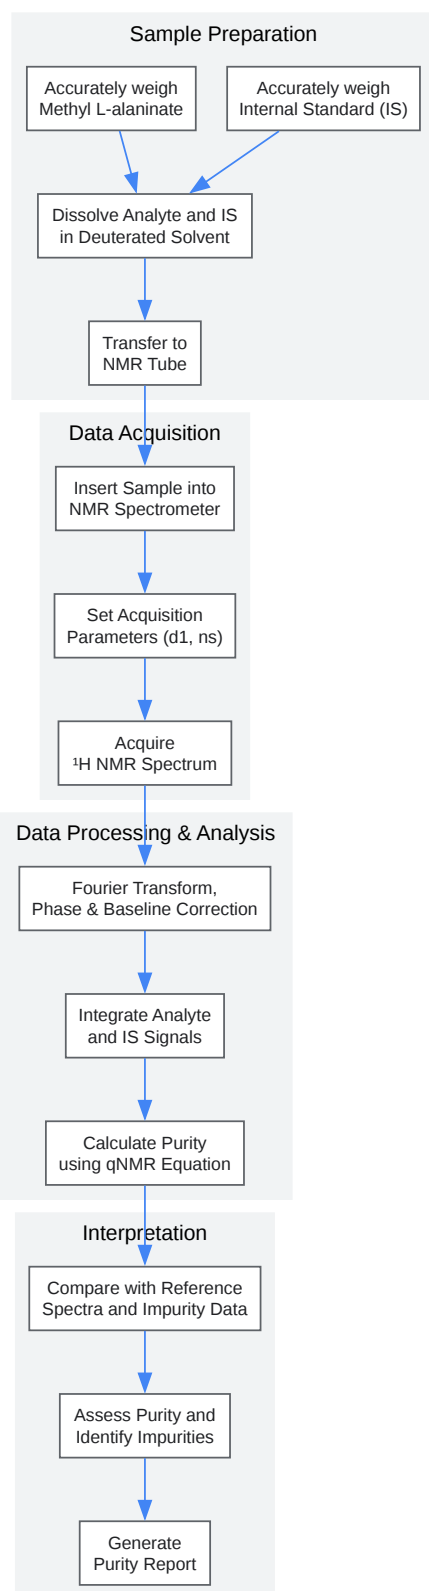 Sample Preparation
Accurately weigh
Methyl L-alaninate
Accurately weigh
Internal Standard (IS)
Dissolve Analyte and IS
in Deuterated Solvent
Transfer to
NMR Tube
Data Acquisition
Insert Sample into
NMR Spectrometer
Set Acquisition
Parameters (d1, ns)
Acquire
¹H NMR Spectrum
Data Processing & Analysis
Fourier Transform,
Phase & Baseline Correction
Integrate Analyte
and IS Signals
Calculate Purity
using qNMR Equation
Interpretation
Compare with Reference
Spectra and Impurity Data
Assess Purity and
Identify Impurities
Generate
Purity Report